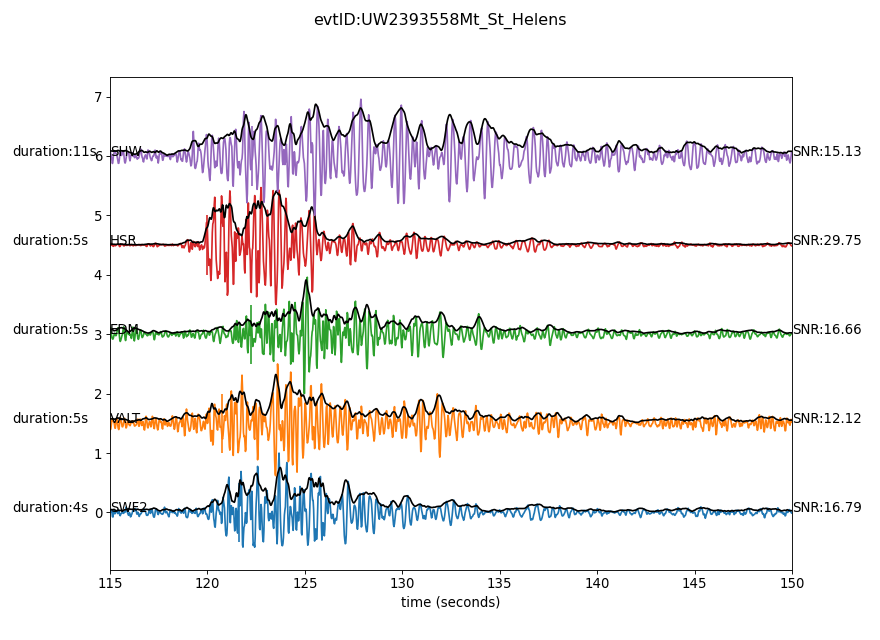 evtID:UW2393558Mt_St_Helens
7
duration:11s 6 SHW SNR:15.13
5
duration:5s HSR SNR:29.75
4
duration:5s EDM SNR:16.66
3
2
duration:5s VALT SNR:12.12
1
duration:4s SWF2 SNR:16.79
0
115 120 125 130 135 140 145 150
time (seconds)